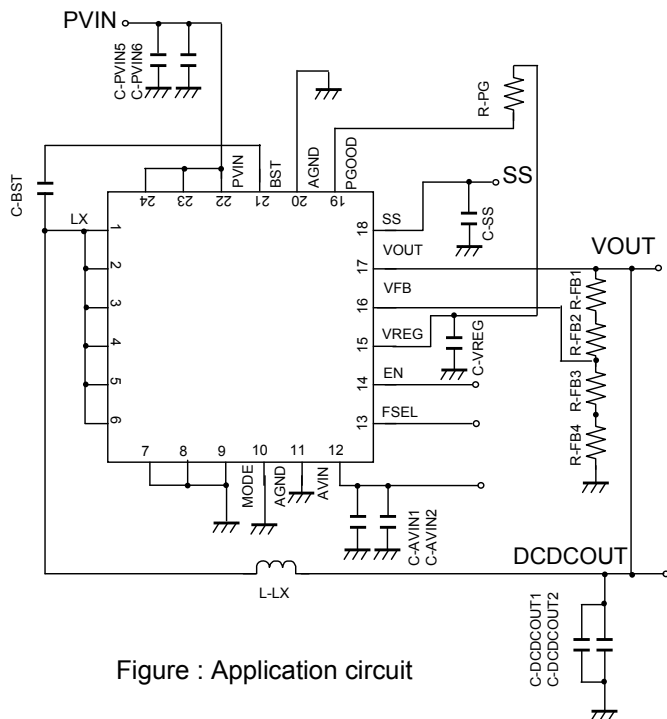 PVIN
C-PVIN5
C-PVIN6
R-PG
C-BST
PVIN
BST
AGND
PGOOD
24
23
22
21
20
19
SS
C-SS
LX
1
2
3
4
5
6
SS
18
VOUT
17
VFB
16
VREG
15
EN
14
FSEL
13
C-VREG
VOUT
R-FB1
R-FB2
R-FB3
R-FB4
7
8
9
10
11
12
MODE
AGND
AVIN
C-AVIN1
C-AVIN2
DCDCOUT
L-LX
C-DCDCOUT1
C-DCDCOUT2
Figure : Application circuit